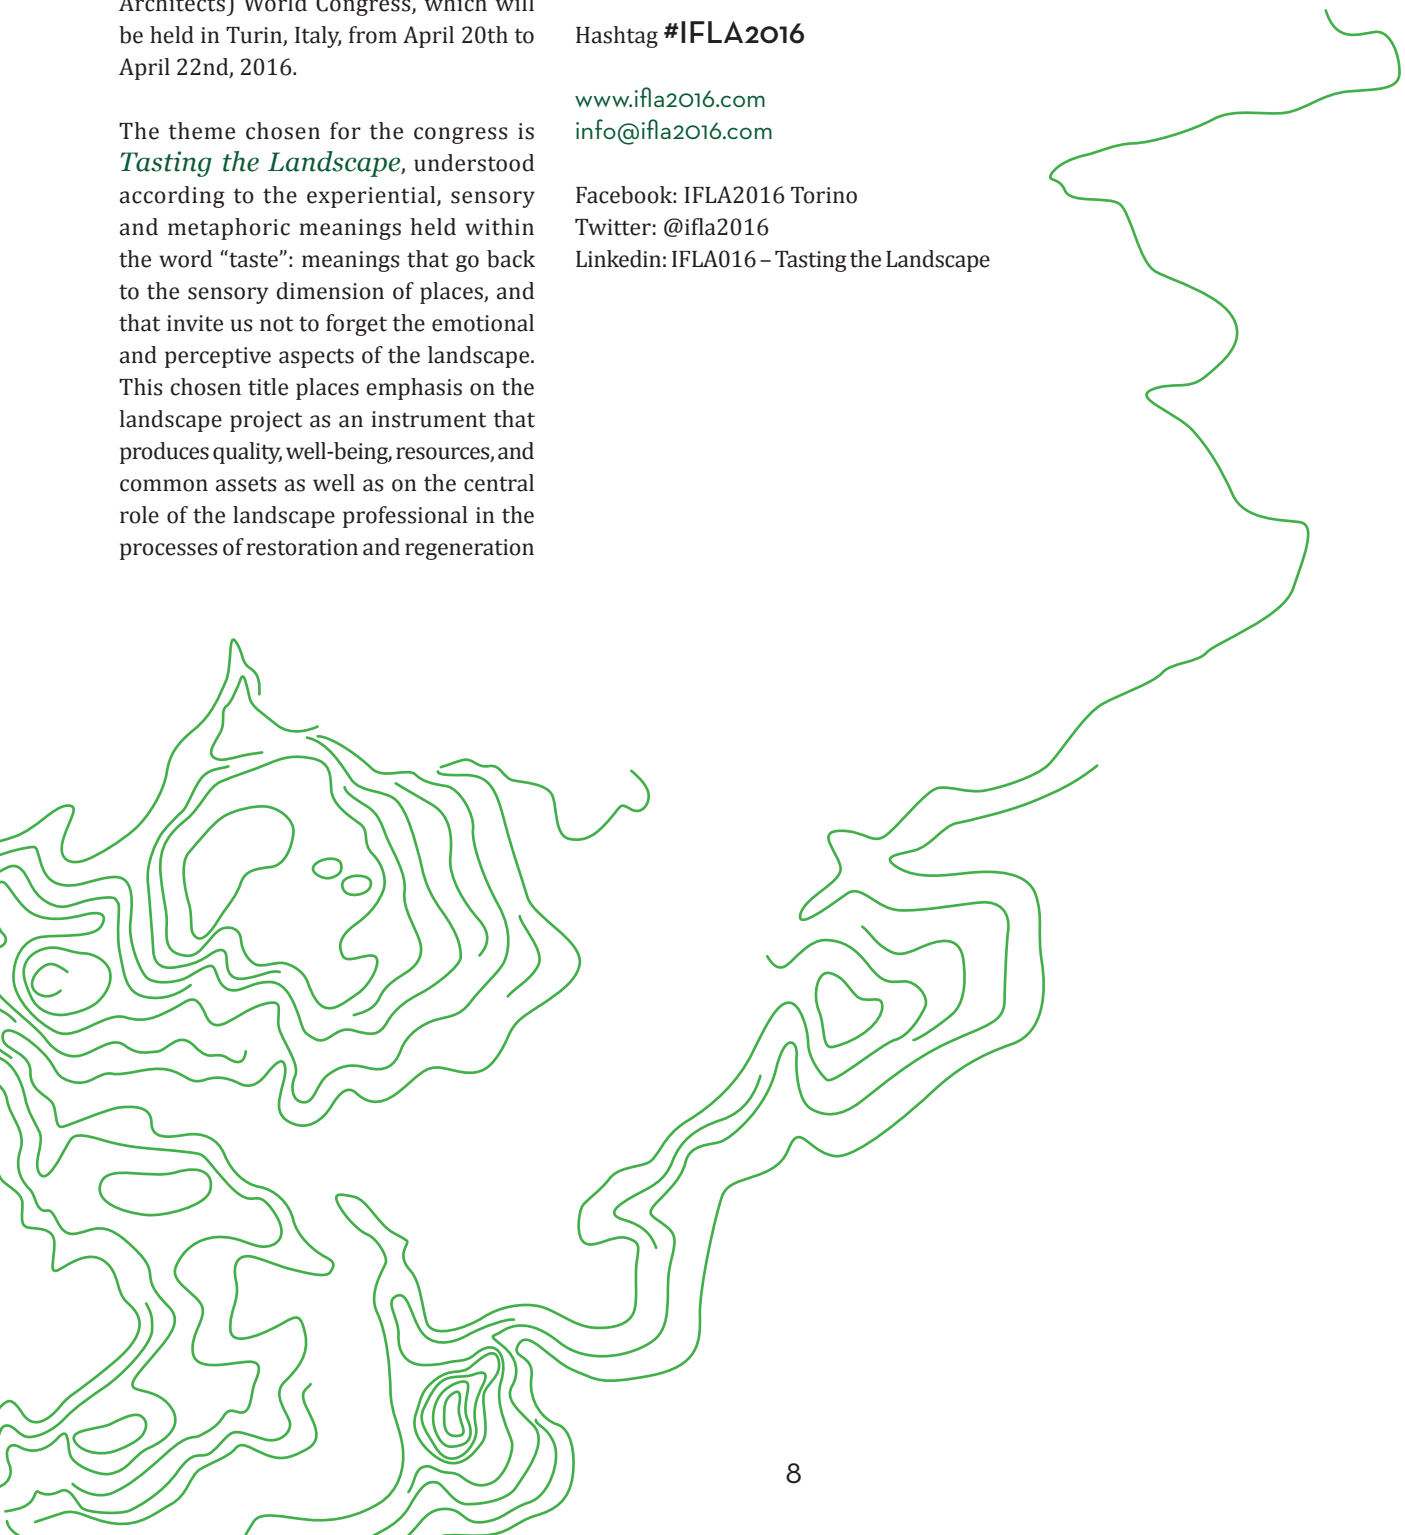 Architects) World Congress, which will
be held in Turin, Italy, from April 20th to
April 22nd, 2016.
The theme chosen for the congress is
Tasting the Landscape, understood
according to the experiential, sensory
and metaphoric meanings held within
the word “taste”: meanings that go back
to the sensory dimension of places, and
that invite us not to forget the emotional
and perceptive aspects of the landscape.
This chosen title places emphasis on the
landscape project as an instrument that
produces quality, well-being, resources, and
common assets as well as on the central
role of the landscape professional in the
processes of restoration and regeneration
Hashtag #IFLA2016
www.ifla2016.com
info@ifla2016.com
Facebook: IFLA2016 Torino
Twitter: @ifla2016
Linkedin: IFLA016 – Tasting the Landscape
8